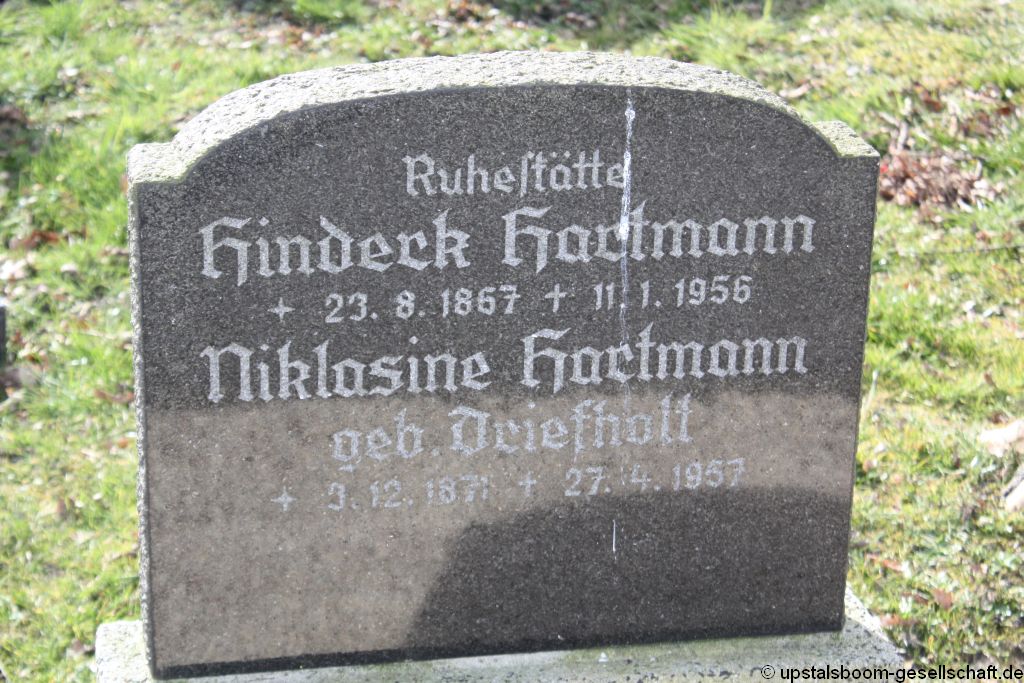 Ruheſtätte
Hinderk Hartmann
+ 23. 8. 1867 ✝ 11. 1. 1956
Niklasine Hartmann
geb. Driefholt
+ 3. 12. 1871 ✝ 27. 4. 1957
© upstalsboom-gesellschaft.de